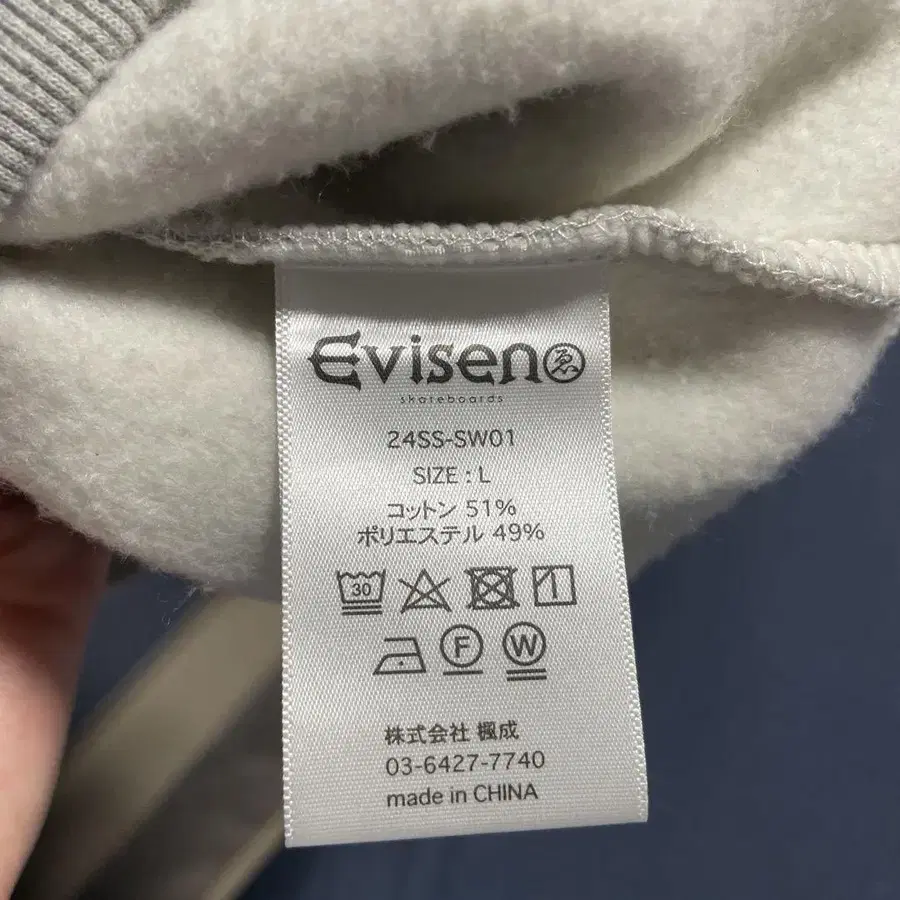 Evisen ゑ
skateboards
24SS-SW01
SIZE : L
コットン 51%
ポリエステル 49%
30
F W
株式会社 楓成
03-6427-7740
made in CHINA